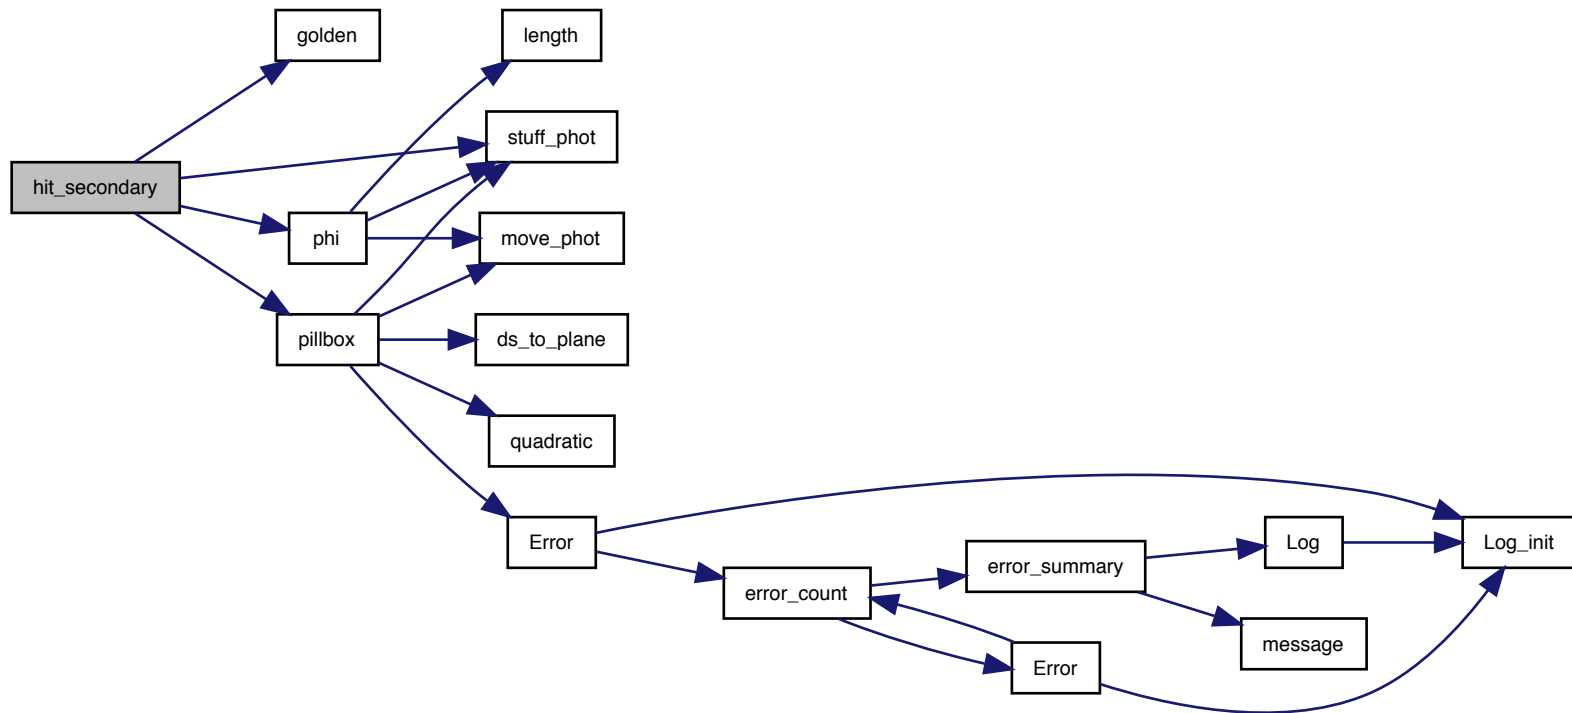 golden
length
stuff_phot
hit_secondary
phi
move_phot
pillbox
ds_to_plane
quadratic
Error
Log
Log_init
error_summary
error_count
message
Error